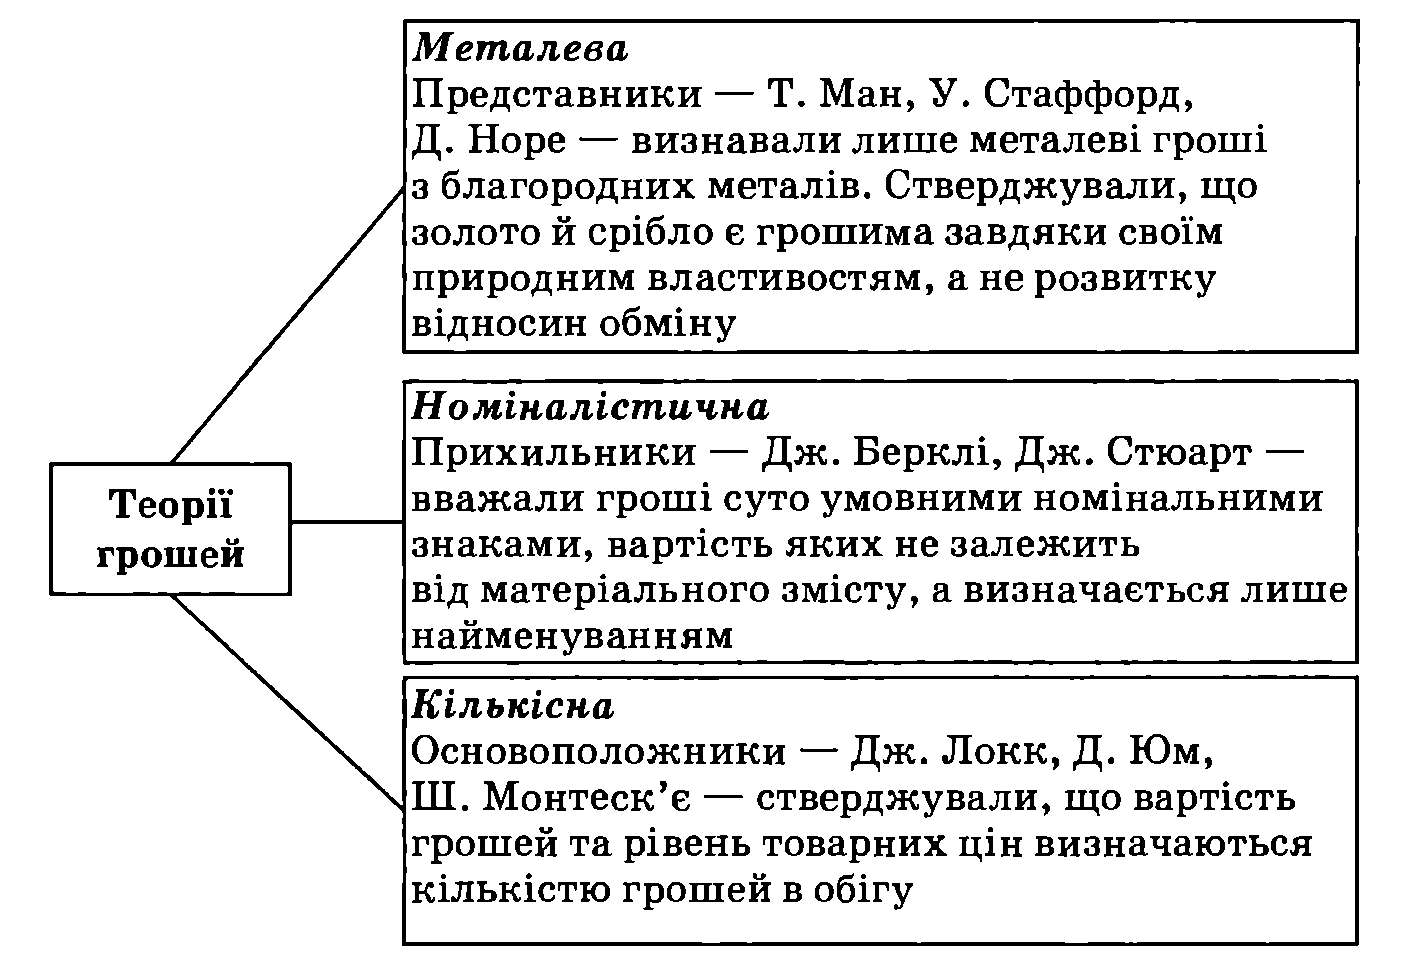 Металева
Представники — Т. Ман, У. Стаффорд,
Д. Норе — визнавали лише металеві гроші
з благородних металів. Стверджували, що
золото й срібло є грошима завдяки своїм
природним властивостям, а не розвитку
відносин обміну
Номіналістична
Прихильники — Дж. Берклі, Дж. Стюарт —
вважали гроші суто умовними номінальними
знаками, вартість яких не залежить
від матеріального змісту, а визначається лише
найменуванням
Теорії
грошей
Кількісна
Основоположники — Дж. Локк, Д. Юм,
Ш. Монтеск’є — стверджували, що вартість
грошей та рівень товарних цін визначаються
кількістю грошей в обігу